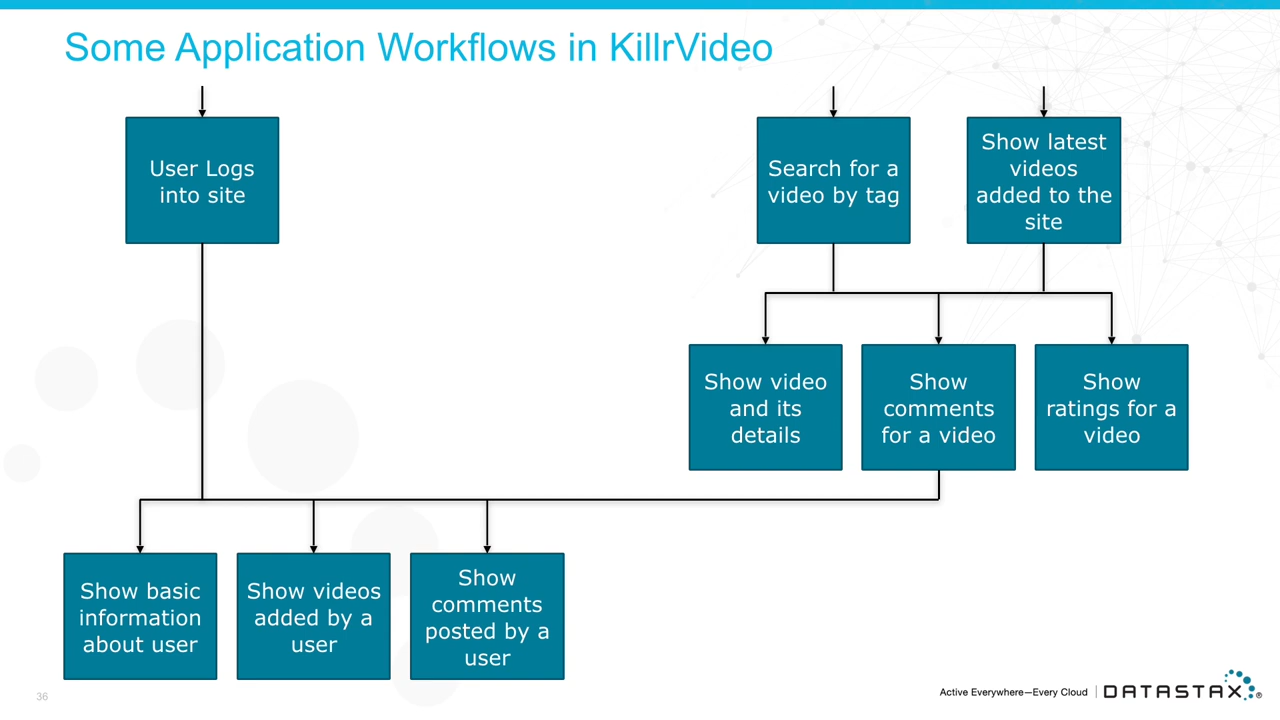 Some Application Workflows in KillrVideo
User Logs
into site
Search for a
video by tag
Show latest
videos
added to the
site
Show video
and its
details
Show
comments
for a video
Show
ratings for a
video
Show basic
information
about user
Show videos
added by a
user
Show
comments
posted by a
user
36
Active Everywhere—Every Cloud
DATASTAX®